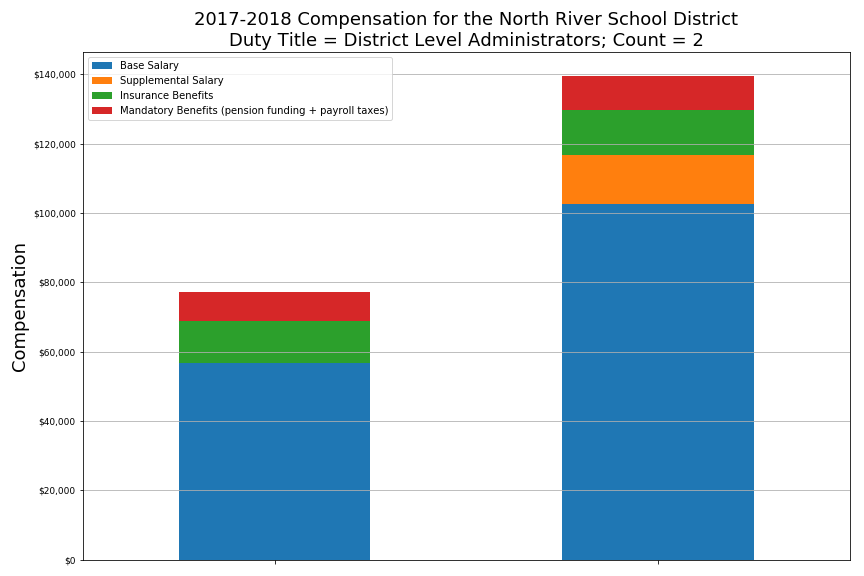 2017-2018 Compensation for the North River School District
Duty Title = District Level Administrators; Count = 2
Base Salary
Supplemental Salary
Insurance Benefits
Mandatory Benefits (pension funding + payroll taxes)
$140,000
$120,000
$100,000
$80,000
$60,000
$40,000
$20,000
$0
Compensation